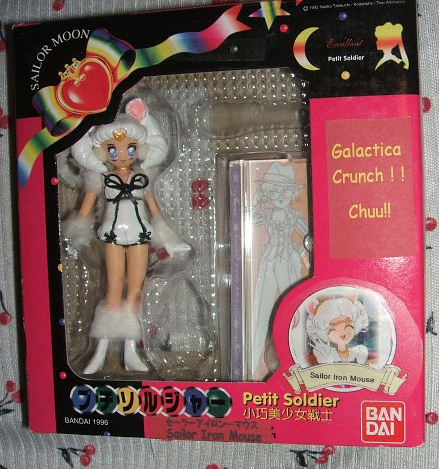 ©1992 Naoko Takeuchi / Kodansha / Toei Animation
SAILOR MOON
Excellent
Petit Soldier
Galactica
Crunch ! !
Chuu!!
Sailor Iron Mouse
プチソルジャー
Petit Soldier
小巧美少女戦士
BANDAI 1996
セーラーアイアンマウス
Sailor Iron Mouse
BAN
DAI